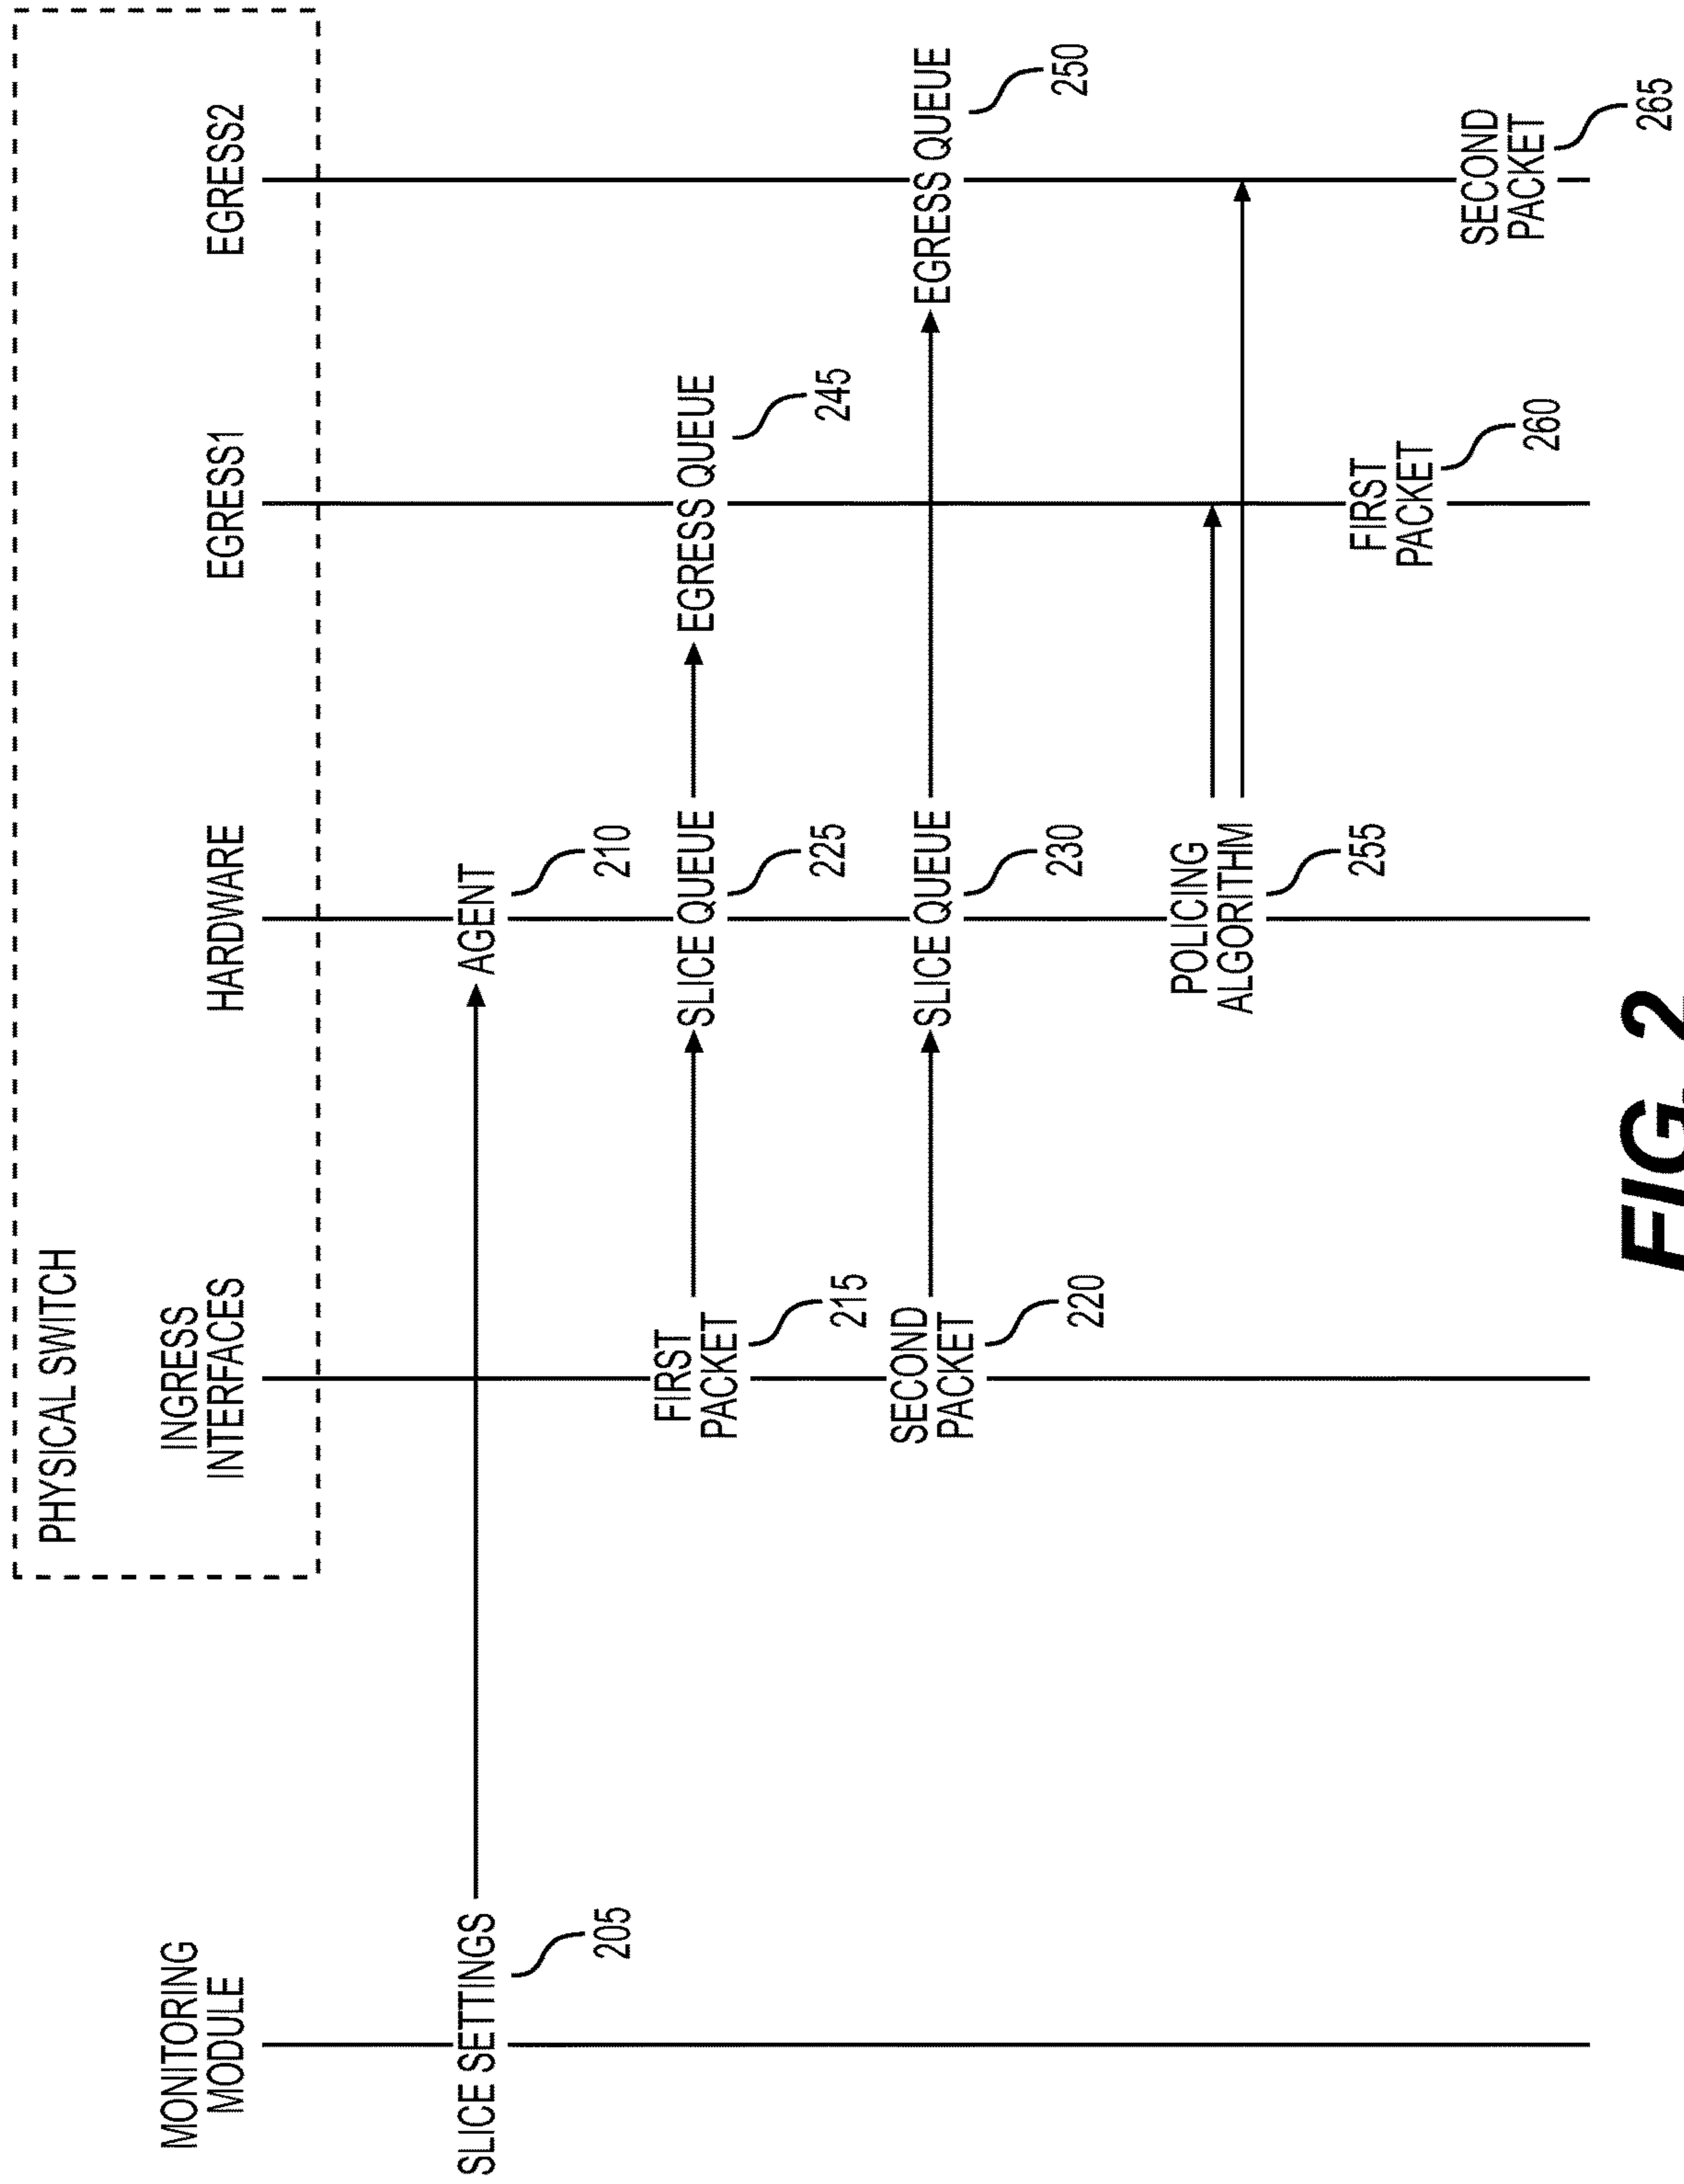 PHYSICAL SWITCH
MONITORING
MODULE
INGRESS
INTERFACES
HARDWARE
EGRESS1
EGRESS2
SLICE SETTINGS
205
AGENT
210
FIRST
PACKET
215
SLICE QUEUE
225
EGRESS QUEUE
245
SECOND
PACKET
220
SLICE QUEUE
230
EGRESS QUEUE
250
POLICING
ALGORITHM
255
FIRST
PACKET
260
SECOND
PACKET
265
FIG. 2